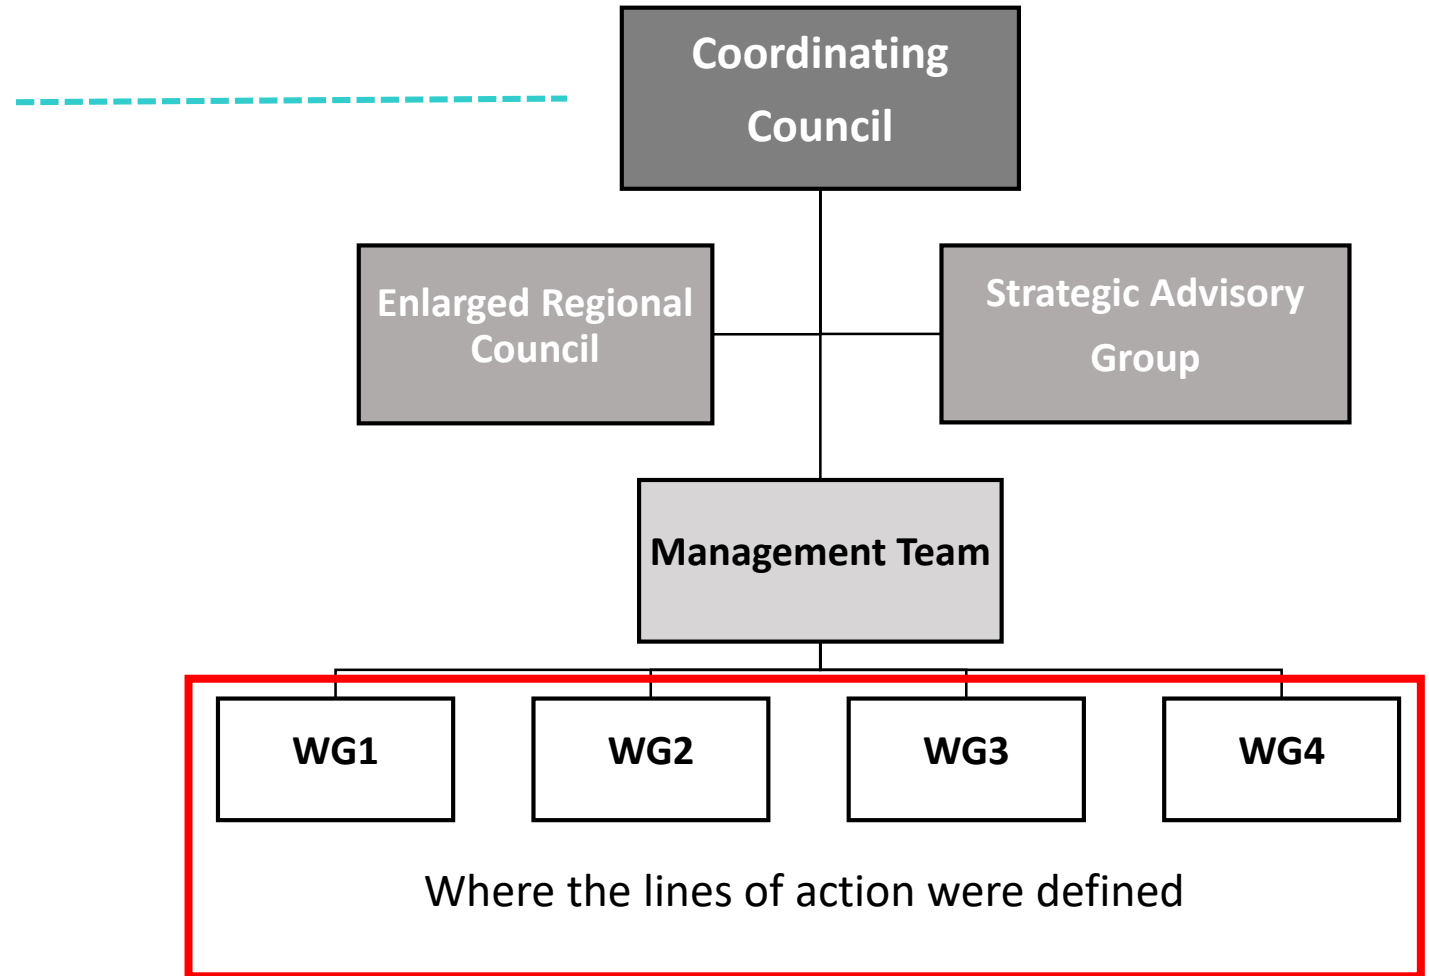 Coordinating
Council
Enlarged Regional
Council
Strategic Advisory
Group
Management Team
WG1
WG2
WG3
WG4
Where the lines of action were defined